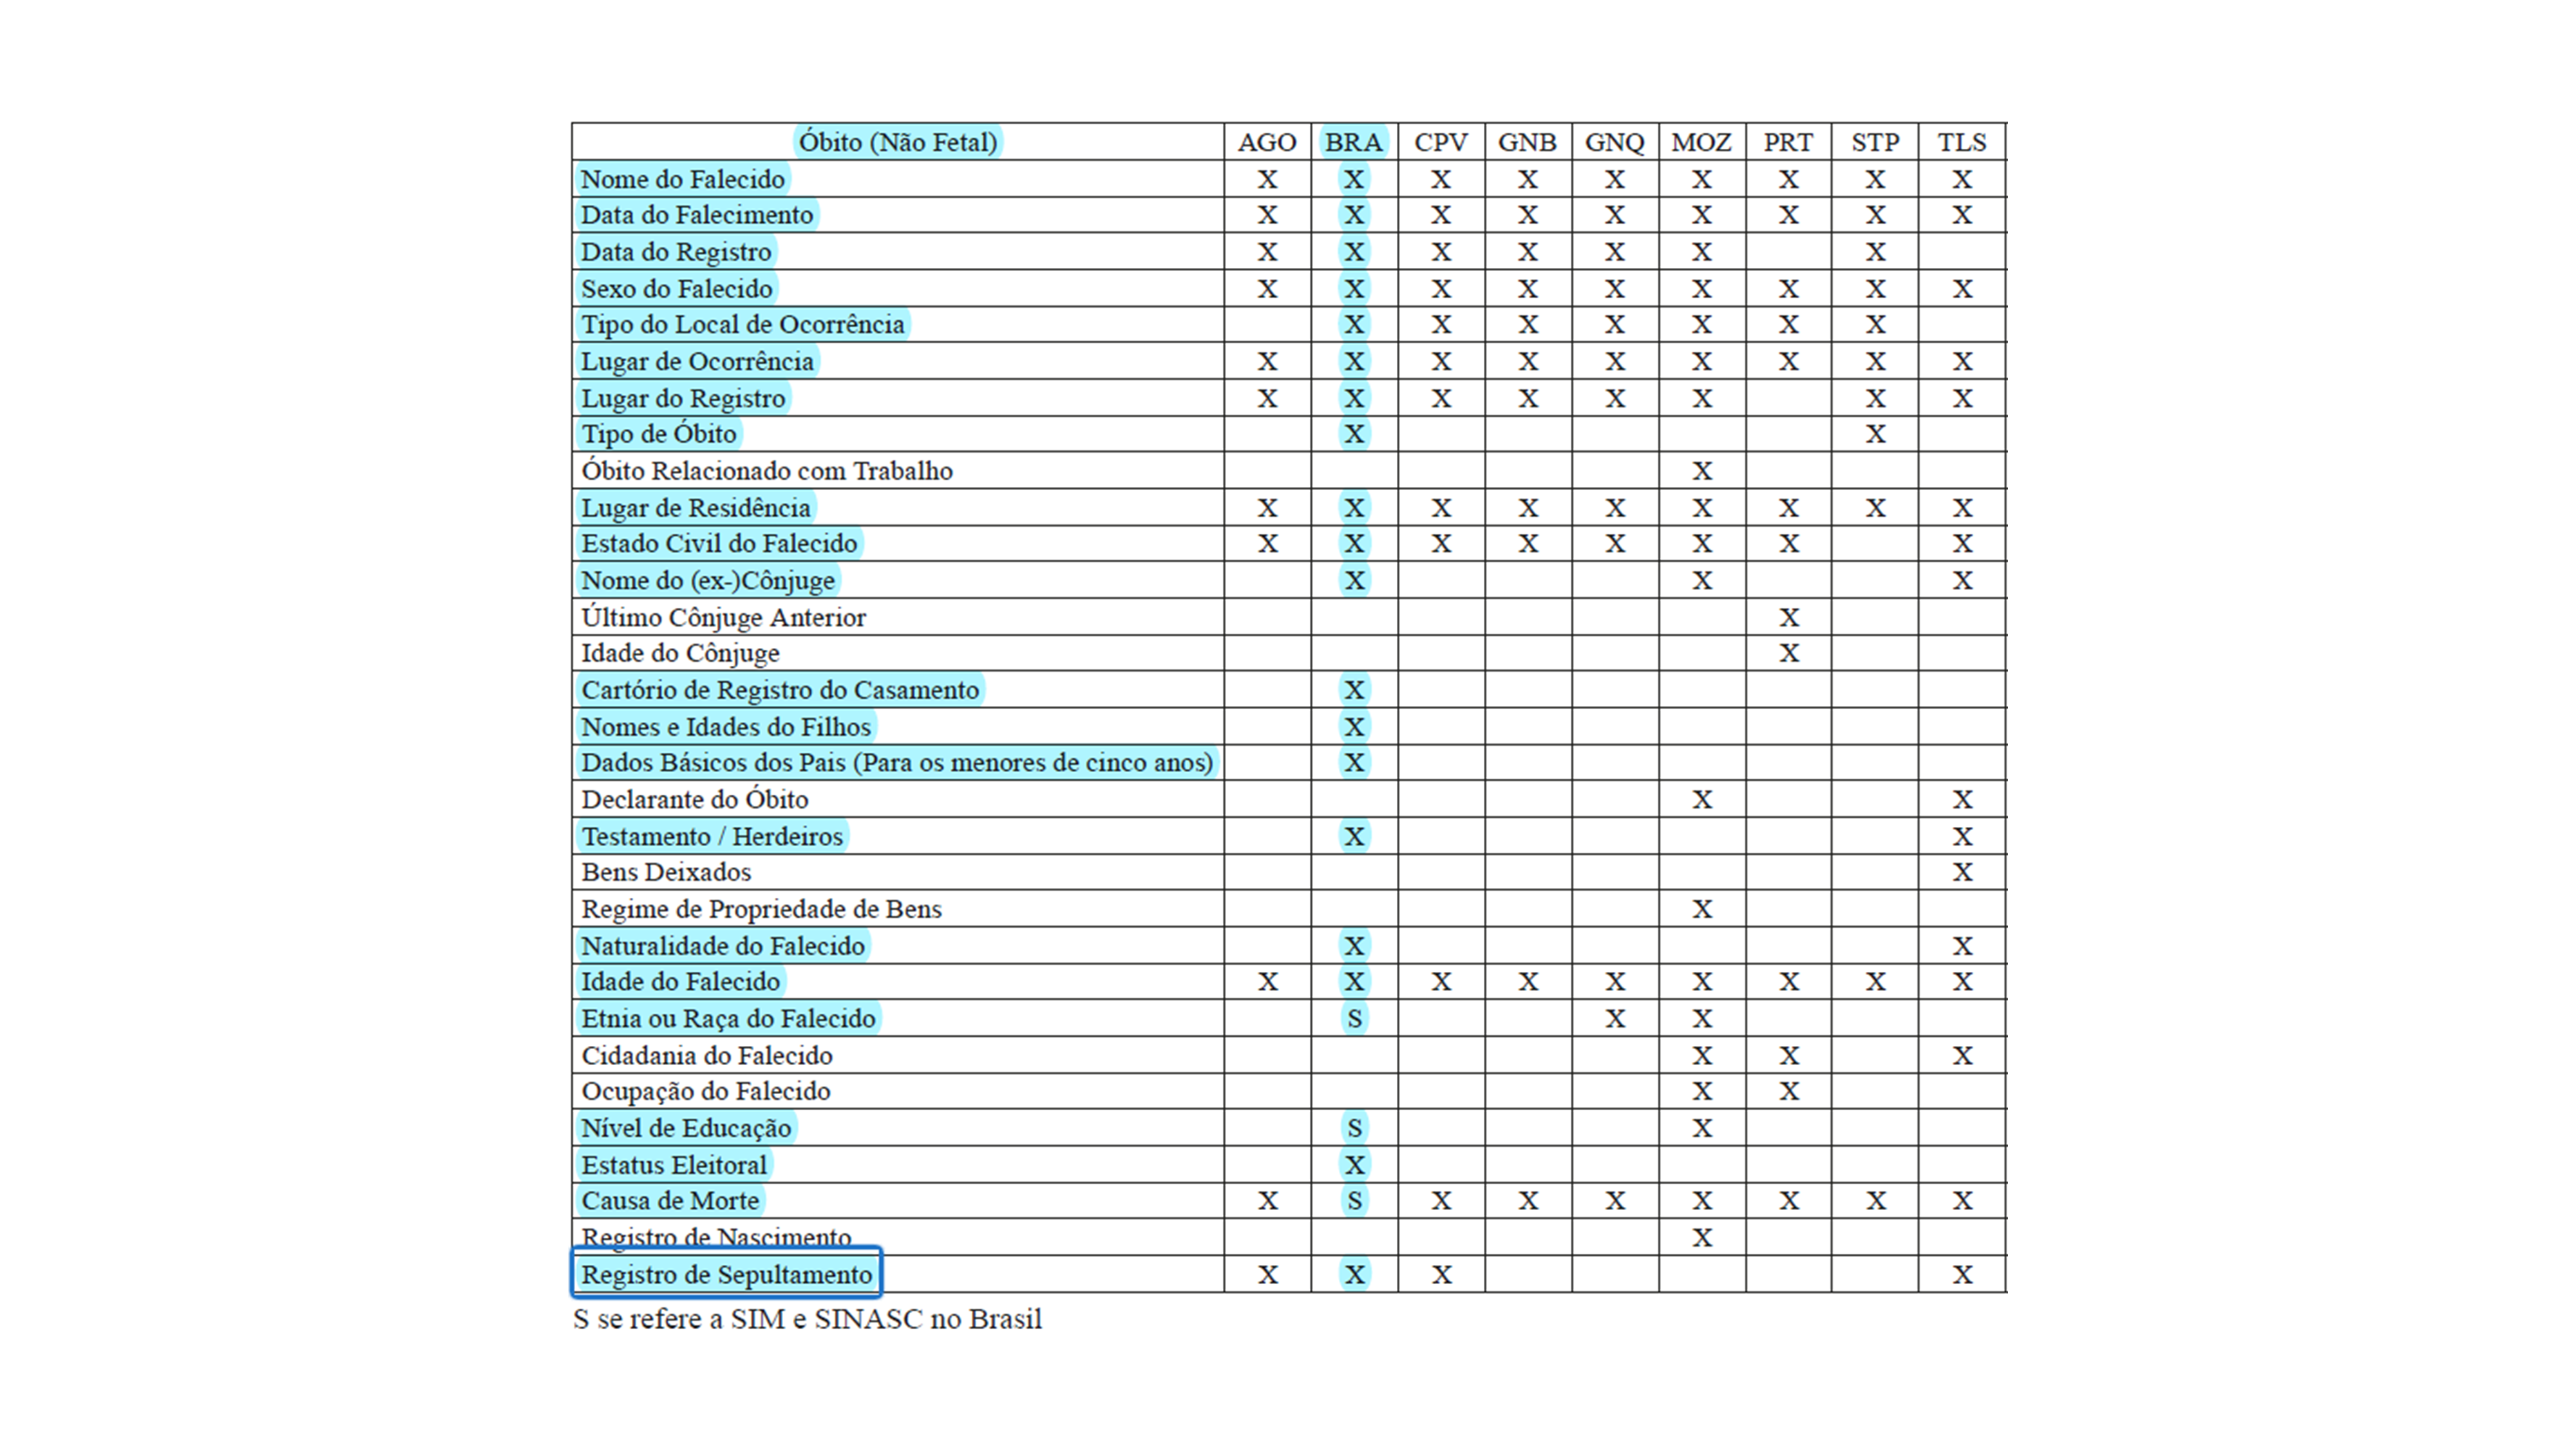 Óbito (Não Fetal) AGO BRA CPV GNB GNQ MOZ PRT STP TLS
Nome do Falecido X X X X X X X X X
Data do Falecimento X X X X X X X X X
Data do Registro X X X X X X X
Sexo do Falecido X X X X X X X X X
Tipo do Local de Ocorrência X X X X X X X
Lugar de Ocorrência X X X X X X X X X
Lugar do Registro X X X X X X X X
Tipo de Óbito X X
Óbito Relacionado com Trabalho X
Lugar de Residência X X X X X X X X X
Estado Civil do Falecido X X X X X X X X
Nome do (ex-)Cônjuge X X X
Último Cônjuge Anterior X
Idade do Cônjuge X
Cartório de Registro do Casamento X
Nomes e Idades do Filhos X
Dados Básicos dos Pais (Para os menores de cinco anos) X
Declarante do Óbito X X
Testamento / Herdeiros X X
Bens Deixados X
Regime de Propriedade de Bens X
Naturalidade do Falecido X X
Idade do Falecido X X X X X X X X X
Etnia ou Raça do Falecido S X X
Cidadania do Falecido X X X
Ocupação do Falecido X X
Nível de Educação S X
Estatus Eleitoral X
Causa de Morte X S X X X X X X X
Registro de Nascimento X
Registro de Sepultamento X X X X
S se refere a SIM e SINASC no Brasil